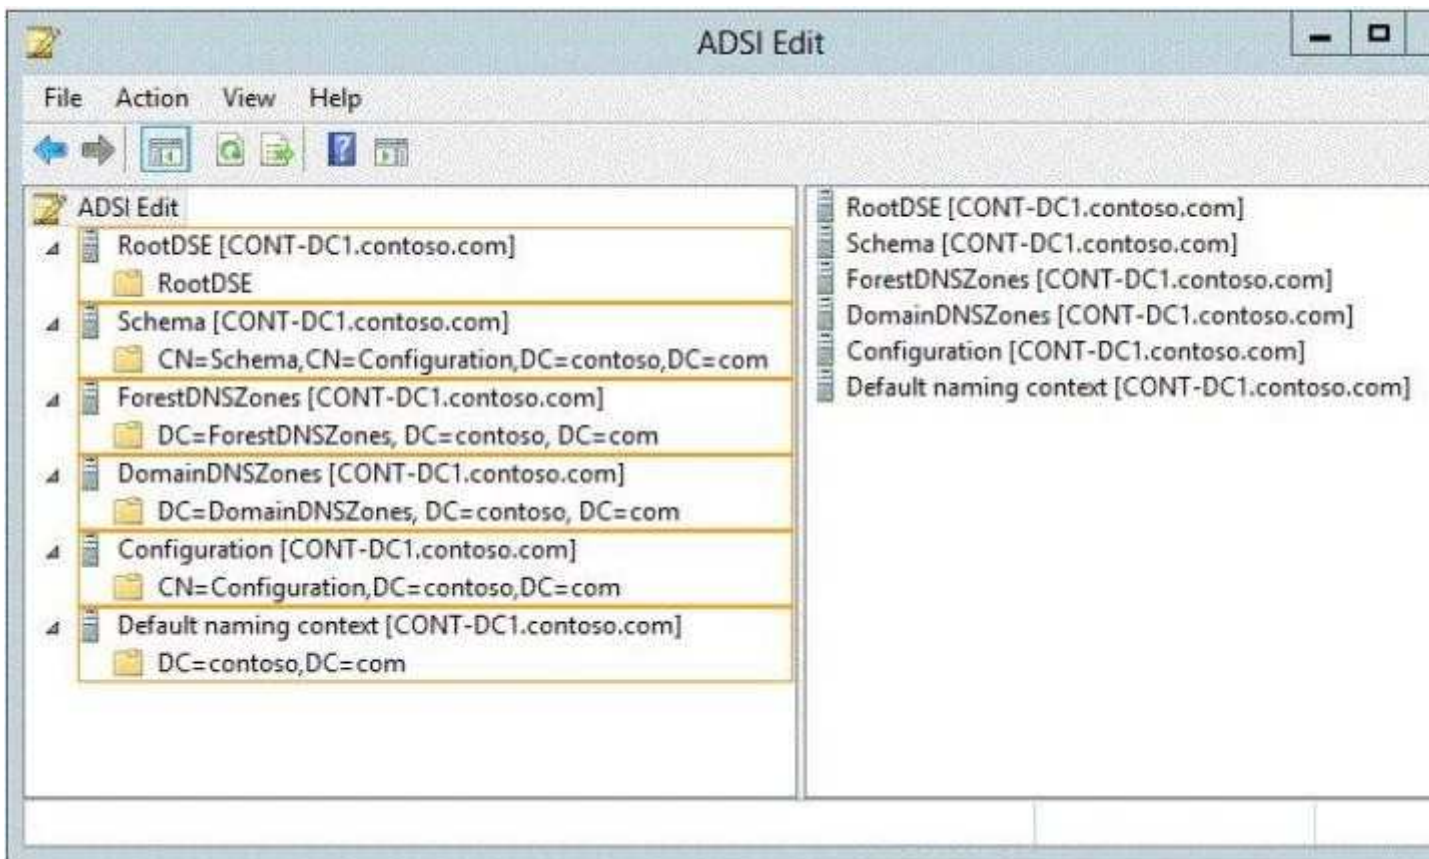 ADSI Edit
File Action View Help
ADSI Edit
RootDSE [CONT-DC1.contoso.com]
RootDSE
Schema [CONT-DC1.contoso.com]
CN=Schema,CN=Configuration,DC=contoso,DC=com
ForestDNSZones [CONT-DC1.contoso.com]
DC=ForestDNSZones, DC=contoso, DC=com
DomainDNSZones [CONT-DC1.contoso.com]
DC=DomainDNSZones, DC=contoso, DC=com
Configuration [CONT-DC1.contoso.com]
CN=Configuration,DC=contoso,DC=com
Default naming context [CONT-DC1.contoso.com]
DC=contoso,DC=com
RootDSE [CONT-DC1.contoso.com]
Schema [CONT-DC1.contoso.com]
ForestDNSZones [CONT-DC1.contoso.com]
DomainDNSZones [CONT-DC1.contoso.com]
Configuration [CONT-DC1.contoso.com]
Default naming context [CONT-DC1.contoso.com]